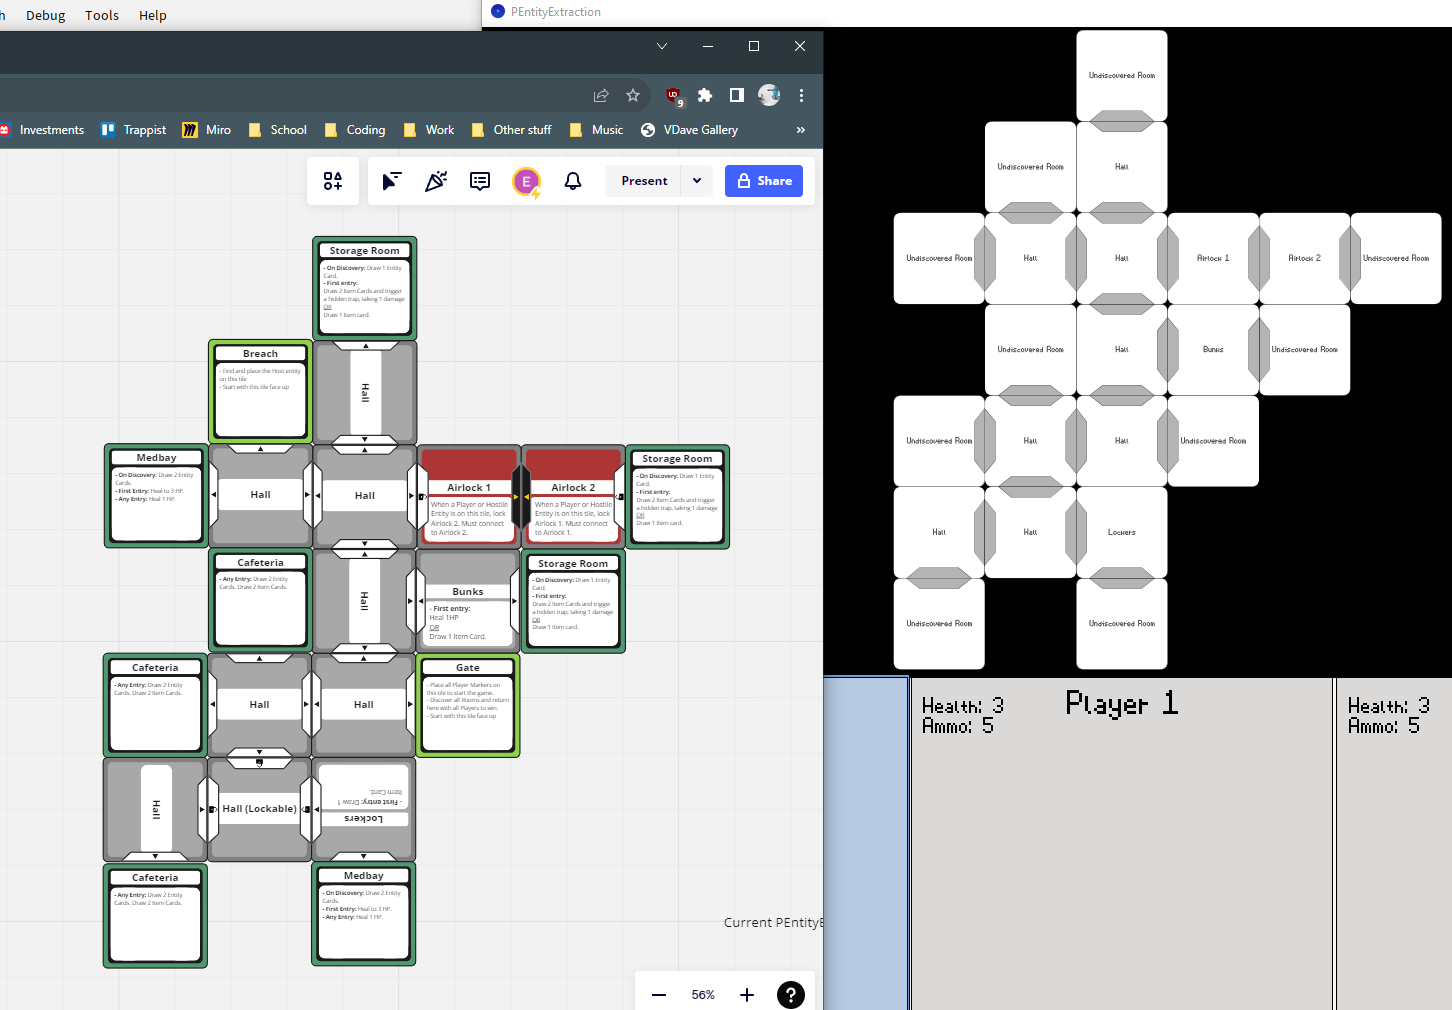 h Debug Tools Help
PEntityExtraction
9
Investments Trappist Miro School Coding Work Other stuff Music VDave Gallery »
E Present Share
Storage Room
- On Discovery: Draw 1 Entity
Card.
- First entry:
Draw 2 Item Cards and trigger
a hidden trap, taking 1 damage
OR
Draw 1 Item card.
Breach
- Find and place the Host entity
on this tile
- Start with this tile face up
Hall
Medbay
- On Discovery: Draw 2 Entity
Cards.
- First Entry: Heal to 3 HP.
- Any Entry: Heal 1 HP.
Hall
Hall
Airlock 1
When a Player or Hostile
Entity is on this tile, lock
Airlock 2. Must connect
to Airlock 2.
Airlock 2
When a Player or Hostile
Entity is on this tile, lock
Airlock 1. Must connect
to Airlock 1.
Storage Room
- On Discovery: Draw 1 Entity
Card.
- First entry:
Draw 2 Item Cards and trigger
a hidden trap, taking 1 damage
OR
Draw 1 Item card.
Cafeteria
- Any Entry: Draw 2 Entity
Cards. Draw 2 Item Cards.
Hall
Bunks
- First entry:
Heal 1HP
OR
Draw 1 Item Card.
Storage Room
- On Discovery: Draw 1 Entity
Card.
- First entry:
Draw 2 Item Cards and trigger
a hidden trap, taking 1 damage
OR
Draw 1 Item card.
Cafeteria
- Any Entry: Draw 2 Entity
Cards. Draw 2 Item Cards.
Hall
Hall
Gate
- Place all Player Markers on
this tile to start the game.
- Discover all Rooms and return
here with all Players to win.
- Start with this tile face up
Hall
Hall (Lockable)
Lockers
- First entry: Draw 1
Item Card.
Cafeteria
- Any Entry: Draw 2 Entity
Cards. Draw 2 Item Cards.
Medbay
- On Discovery: Draw 2 Entity
Cards.
- First Entry: Heal to 3 HP.
- Any Entry: Heal 1 HP.
Current PEntityE
56%
?
Undiscovered Room
Undiscovered Room Hall
Undiscovered Room Hall Hall Airlock 1 Airlock 2 Undiscovered Room
Undiscovered Room Hall Bunks Undiscovered Room
Undiscovered Room Hall Hall Undiscovered Room
Hall Hall Lockers
Undiscovered Room Undiscovered Room
Player 1
Health: 3
Ammo: 5
Health: 3
Ammo: 5